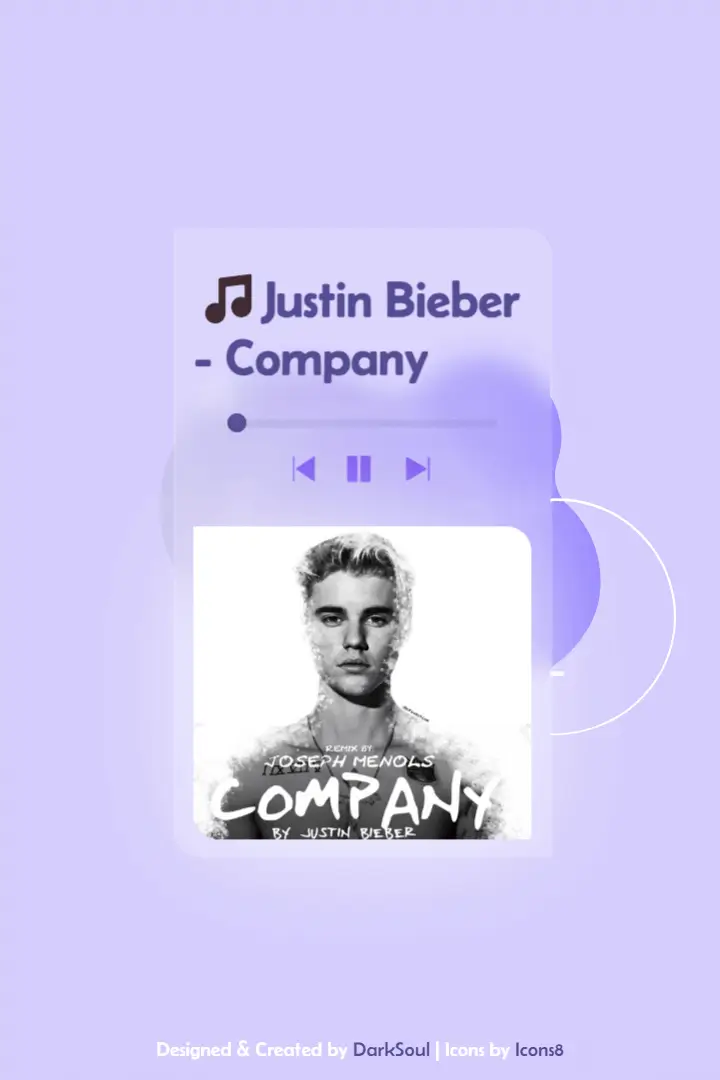 🎵 Justin Bieber
- Company
REMIX BY
JOSEPH MENOLS
COMPANY
BY JUSTIN BIEBER
Designed & Created by DarkSoul | Icons by Icons8